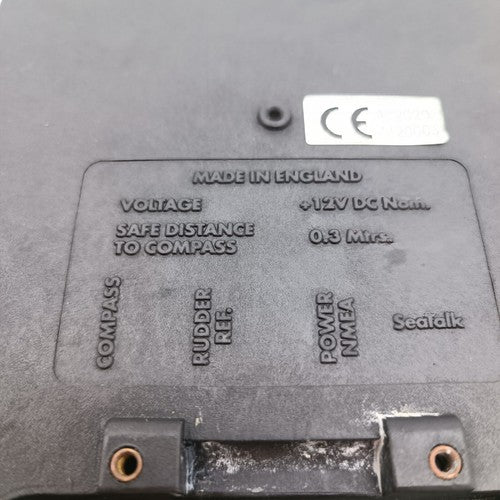 CE
MADE IN ENGLAND
VOLTAGE +12V DC Nom.
SAFE DISTANCE
TO COMPASS 0.3 Mtrs.
COMPASS
RUDDER
REF.
POWER
NMEA
SeaTalk